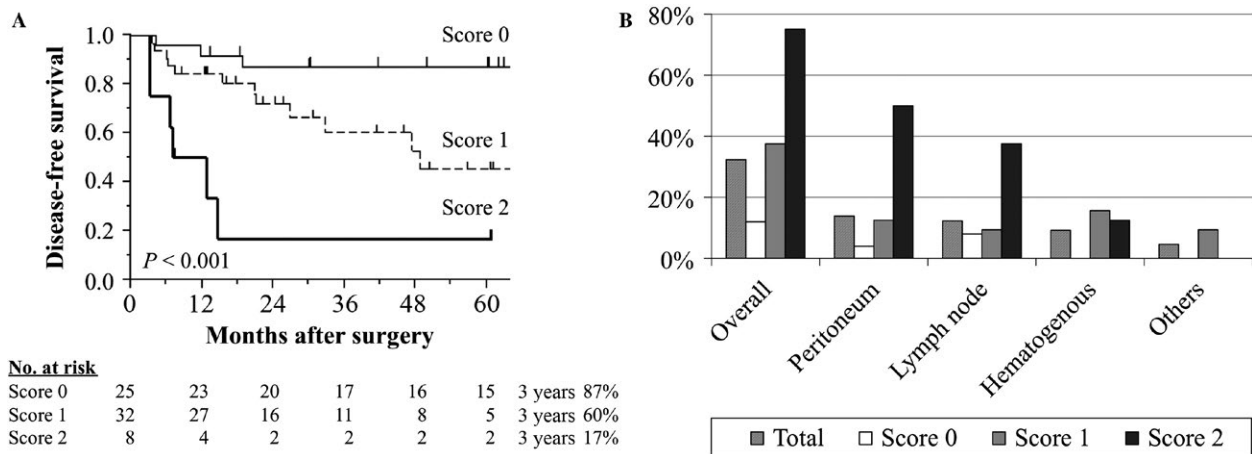 A
Disease-free survival
1.0
0.8
0.6
0.4
0.2
0.0
Score 0
Score 1
Score 2
P < 0.001
0 12 24 36 48 60
Months after surgery
No. at risk
Score 0 25 23 20 17 16 15 3 years 87%
Score 1 32 27 16 11 8 5 3 years 60%
Score 2 8 4 2 2 2 2 3 years 17%
B
80%
60%
40%
20%
0%
Overall
Peritoneum
Lymph node
Hematogenous
Others
Total Score 0 Score 1 Score 2